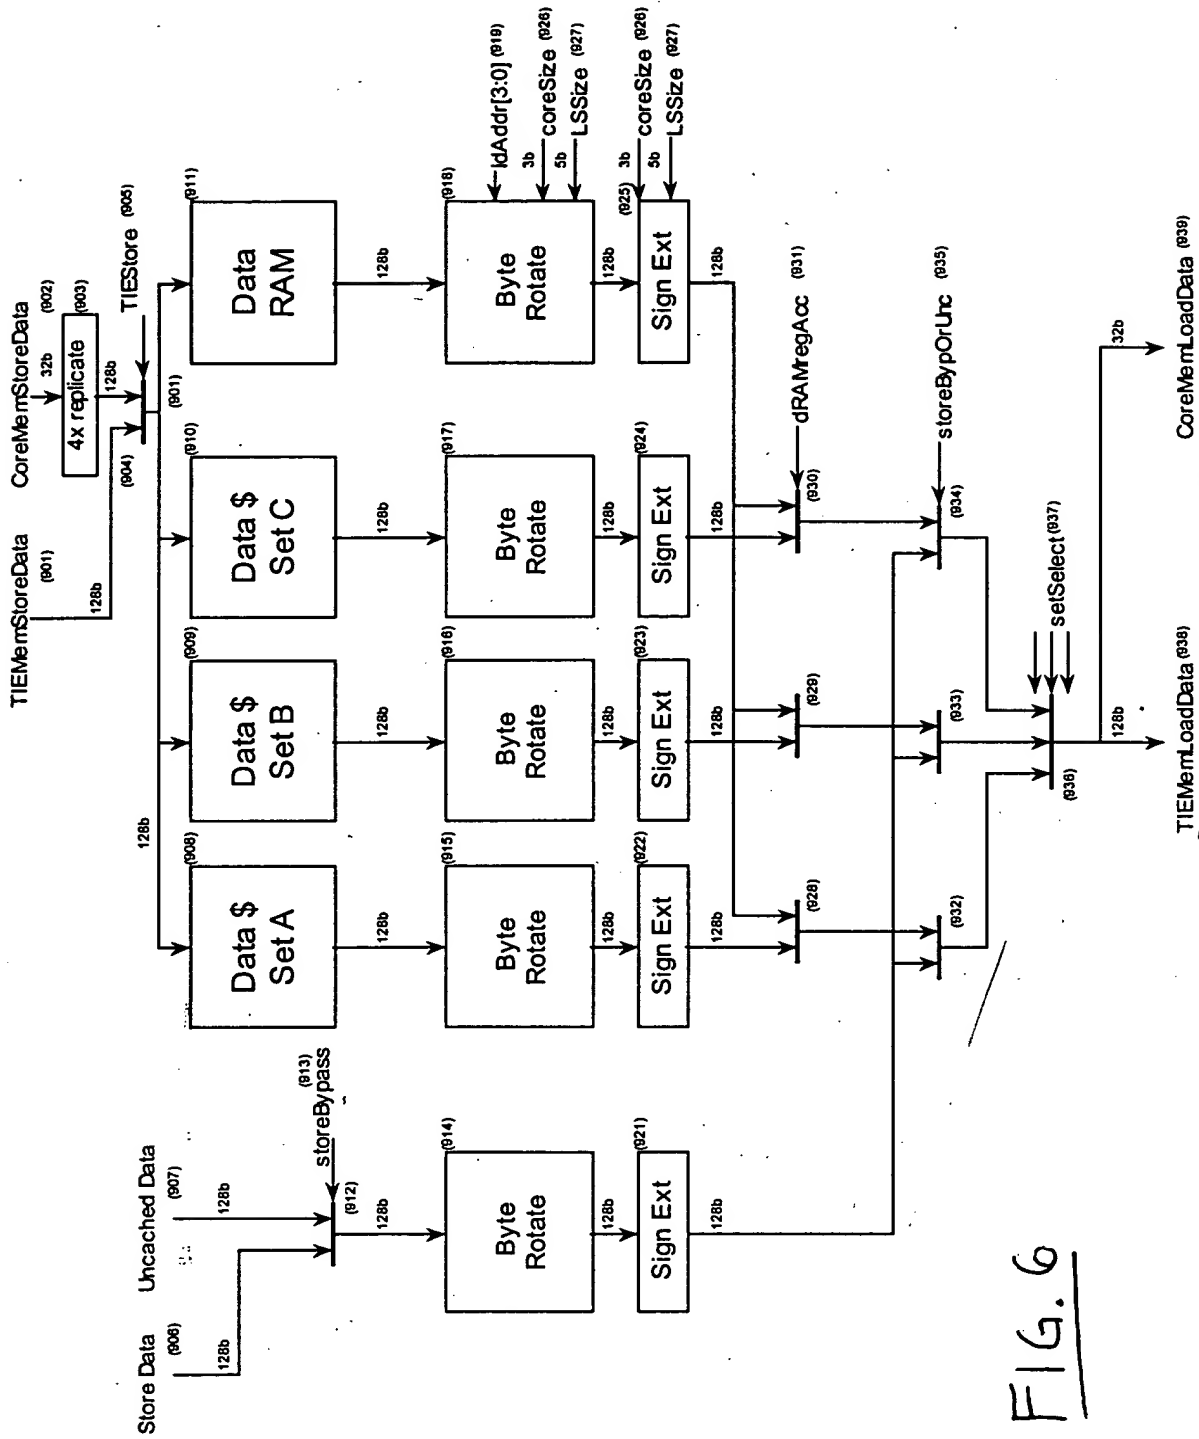 TIEMemStoreData
(901)
128b
CoreMemStoreData
(902)
32b
4x replicate
(903)
128b
(904)
TIEStore (905)
(901)
128b
Data $
Set A
(908)
Data $
Set B
(909)
Data $
Set C
(910)
Data
RAM
(911)
Store Data
(906)
128b
Uncached Data
(907)
128b
storeBypass
(913)
(912)
128b
128b
128b
128b
128b
Byte
Rotate
(914)
Byte
Rotate
(915)
Byte
Rotate
(916)
Byte
Rotate
(917)
Byte
Rotate
(918)
ldAddr[3:0] (919)
3b
coreSize (926)
5b
LSSize (927)
128b
128b
128b
128b
128b
Sign Ext
(921)
Sign Ext
(922)
Sign Ext
(923)
Sign Ext
(924)
Sign Ext
(925)
3b
coreSize (926)
5b
LSSize (927)
128b
128b
128b
128b
128b
(928)
(929)
(930)
dRAMregAcc (931)
(932)
(933)
(934)
storeBypOrUnc (935)
(936)
setSelect (937)
128b
32b
TIEMemLoadData (938)
CoreMemLoadData (939)
FIG. 6